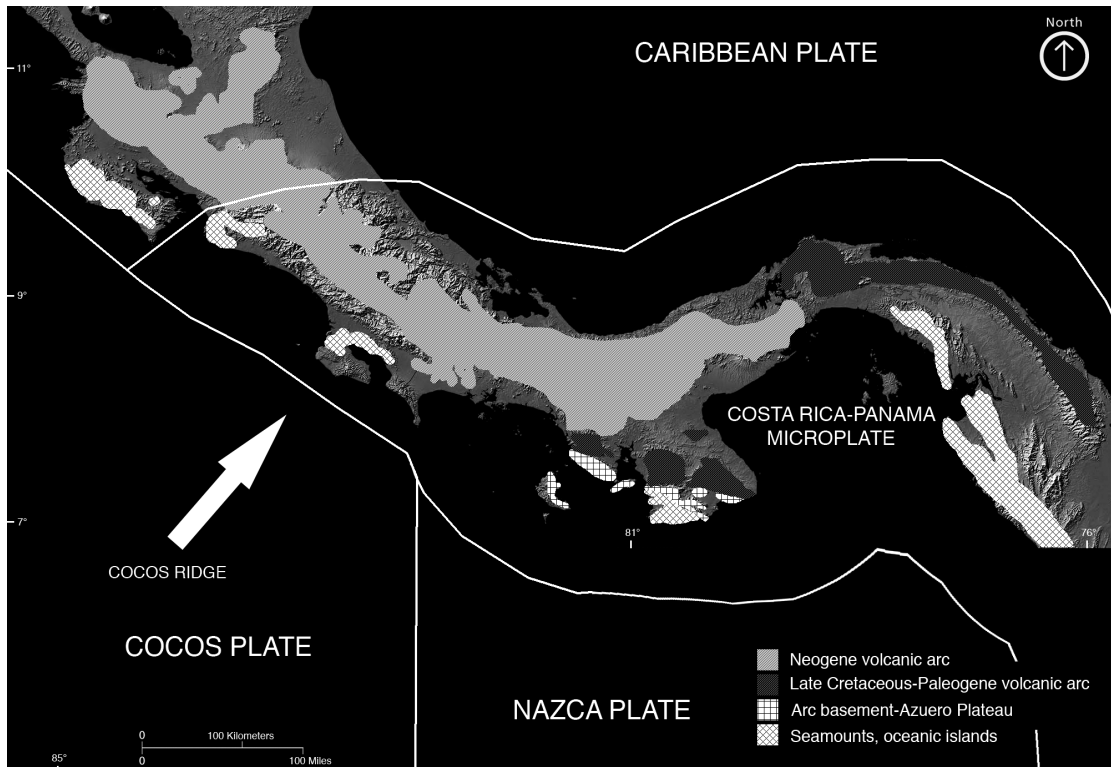 North
CARIBBEAN PLATE
11°
9°
COSTA RICA-PANAMA
MICROPLATE
7°
81°
76°
COCOS RIDGE
COCOS PLATE
NAZCA PLATE
Neogene volcanic arc
Late Cretaceous-Paleogene volcanic arc
Arc basement-Azuero Plateau
Seamounts, oceanic islands
0 100 Kilometers
0 100 Miles
85°